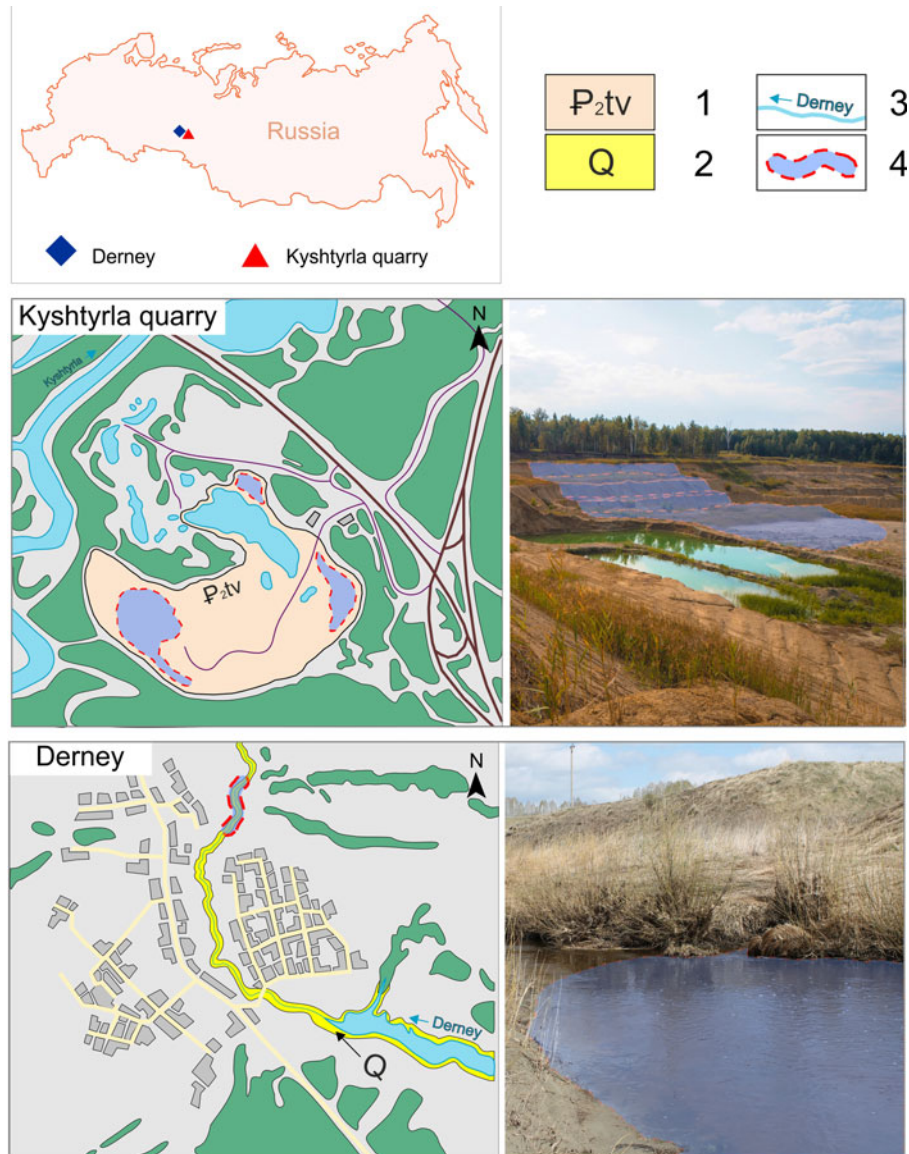 Russia
Derney
Kyshtyrla quarry
₽₂tv 1
Derney 3
Q 2
4
Kyshtyrla quarry
N
Kyshtyrla
₽₂tv
Derney
N
Derney
Q